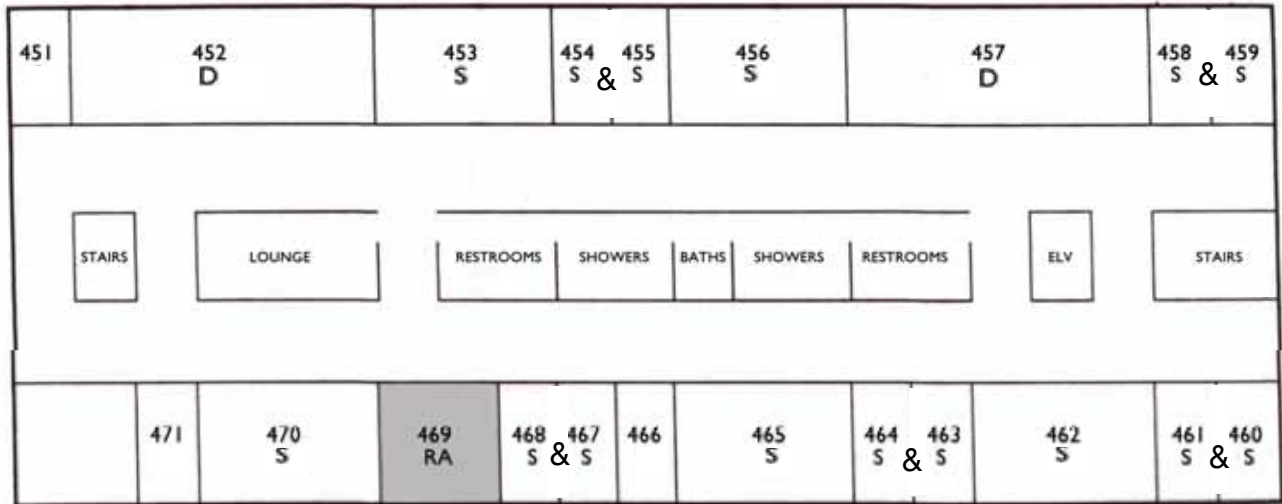 451 452 453 454 455 456 457 458 459
D S S & S S D S & S
STAIRS LOUNGE RESTROOMS SHOWERS BATHS SHOWERS RESTROOMS ELV STAIRS
471 470 469 468 467 466 465 464 463 462 461 460
S RA S & S S S & S S S & S